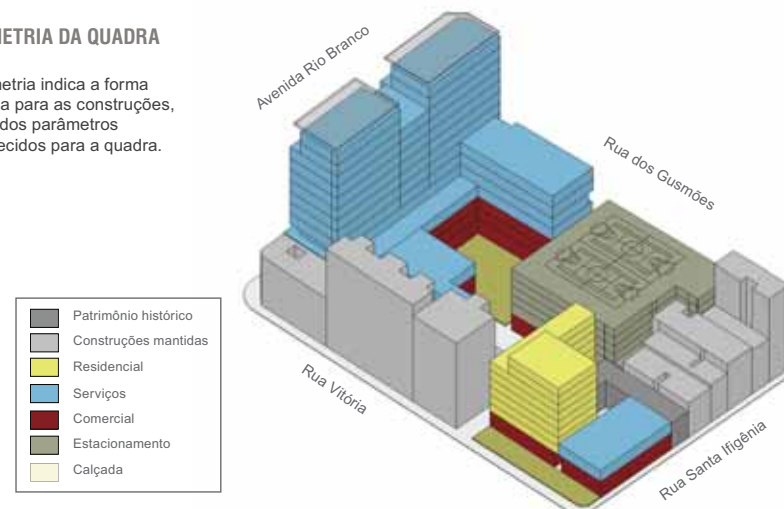 METRIA DA QUADRA
metria indica a forma
a para as construções,
dos parâmetros
ecidos para a quadra.
Avenida Rio Branco
Rua dos Gusmões
Rua Vitória
Rua Santa Ifigênia
Patrimônio histórico
Construções mantidas
Residencial
Serviços
Comercial
Estacionamento
Calçada